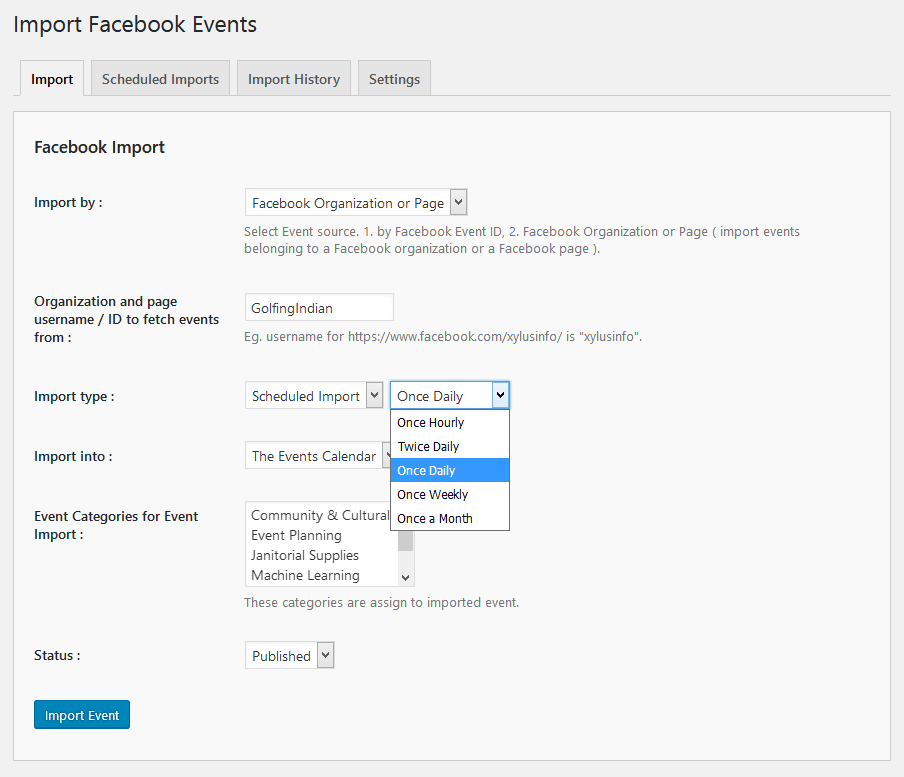 Import Facebook Events
Import
Scheduled Imports
Import History
Settings
Facebook Import
Import by :
Facebook Organization or Page
Select Event source. 1. by Facebook Event ID, 2. Facebook Organization or Page ( import events
belonging to a Facebook organization or a Facebook page ).
Organization and page
username / ID to fetch events
from :
GolfingIndian
Eg. username for https://www.facebook.com/xylusinfo/ is "xylusinfo".
Import type :
Scheduled Import
Once Daily
Once Hourly
Twice Daily
Once Daily
Once Weekly
Once a Month
Import into :
The Events Calendar
Event Categories for Event
Import :
Community & Cultural
Event Planning
Janitorial Supplies
Machine Learning
These categories are assign to imported event.
Status :
Published
Import Event